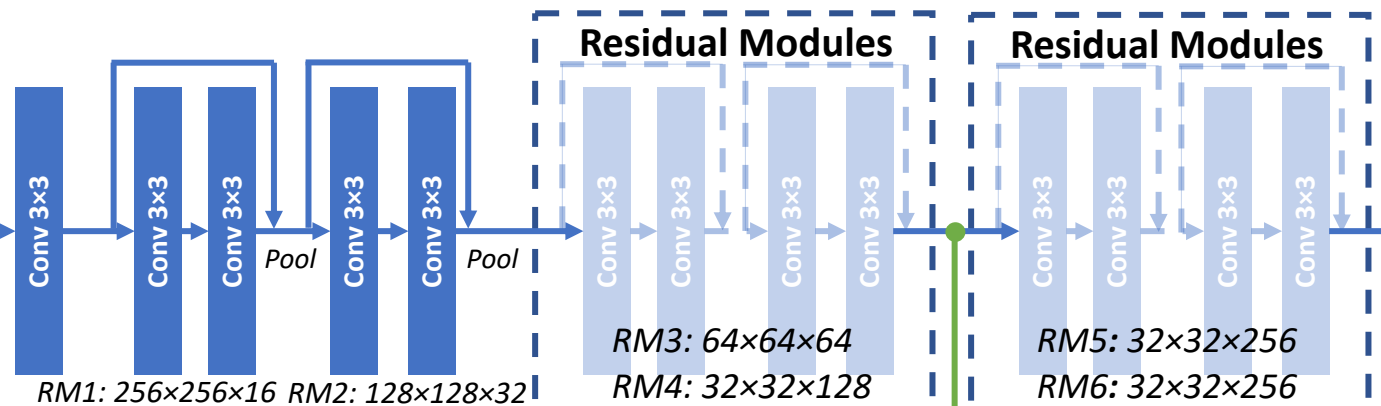 Residual Modules
Residual Modules
Conv 3×3
Conv 3×3
Conv 3×3
Conv 3×3
Conv 3×3
Conv 3×3
Conv 3×3
Conv 3×3
Conv 3×3
Conv 3×3
Conv 3×3
Conv 3×3
Conv 3×3
Pool
Pool
RM1: 256×256×16
RM2: 128×128×32
RM3: 64×64×64
RM4: 32×32×128
RM5: 32×32×256
RM6: 32×32×256